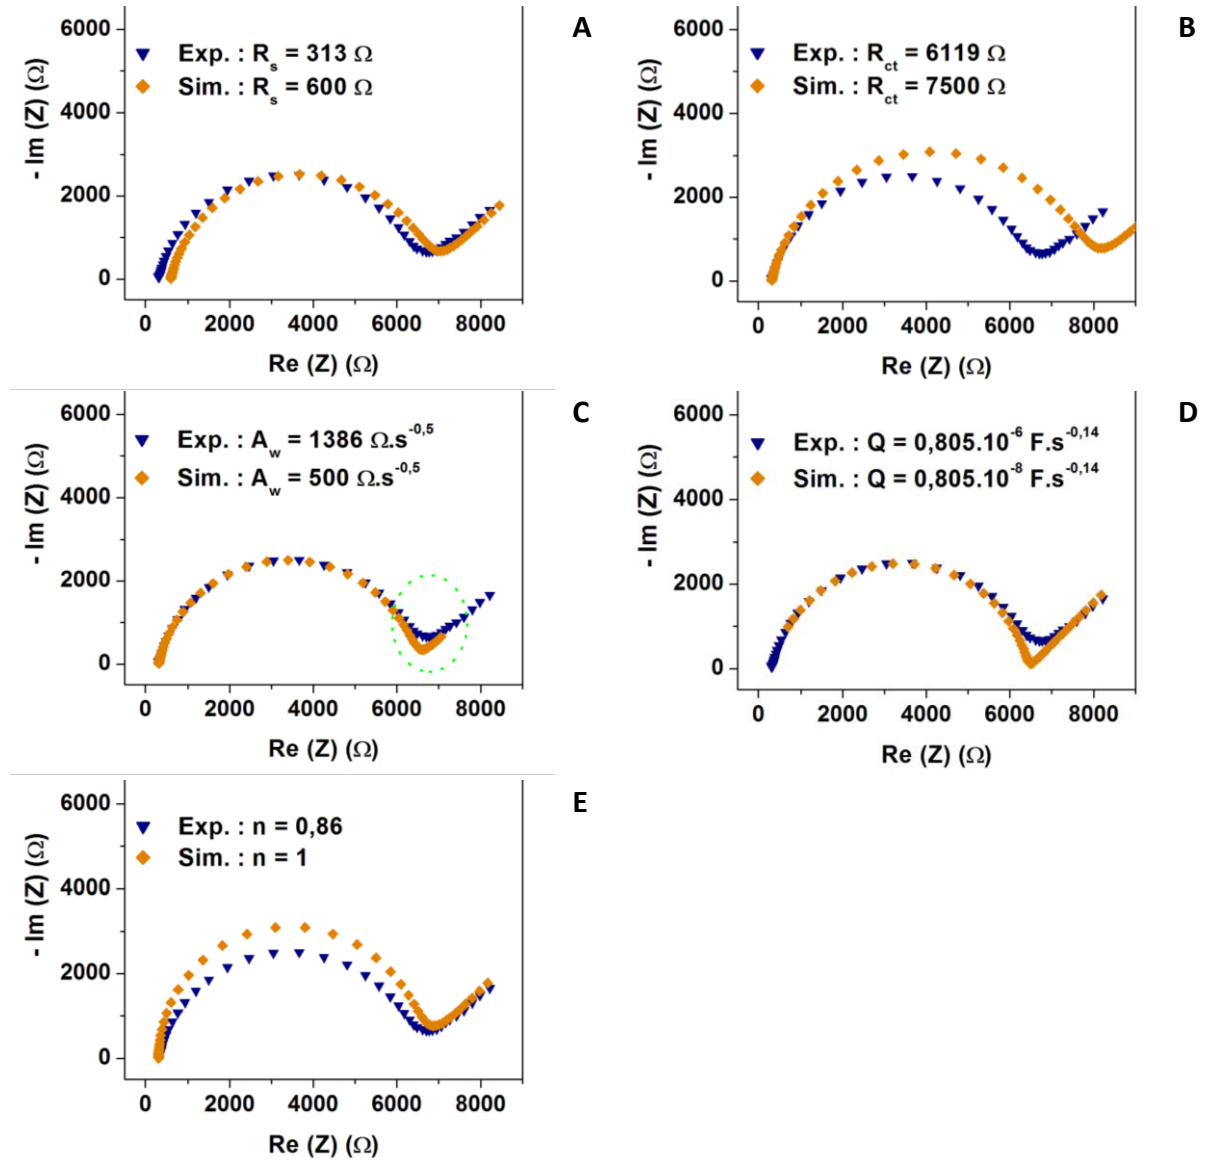 A
6000
4000
2000
0
- Im (Z) (Ω)
Exp. : Rs = 313 Ω
Sim. : Rs = 600 Ω
0 2000 4000 6000 8000
Re (Z) (Ω)
B
6000
4000
2000
0
- Im (Z) (Ω)
Exp. : Rct = 6119 Ω
Sim. : Rct = 7500 Ω
0 2000 4000 6000 8000
Re (Z) (Ω)
C
6000
4000
2000
0
- Im (Z) (Ω)
Exp. : Aw = 1386 Ω.s-0,5
Sim. : Aw = 500 Ω.s-0,5
0 2000 4000 6000 8000
Re (Z) (Ω)
D
6000
4000
2000
0
- Im (Z) (Ω)
Exp. : Q = 0,805.10-6 F.s-0,14
Sim. : Q = 0,805.10-8 F.s-0,14
0 2000 4000 6000 8000
Re (Z) (Ω)
E
6000
4000
2000
0
- Im (Z) (Ω)
Exp. : n = 0,86
Sim. : n = 1
0 2000 4000 6000 8000
Re (Z) (Ω)